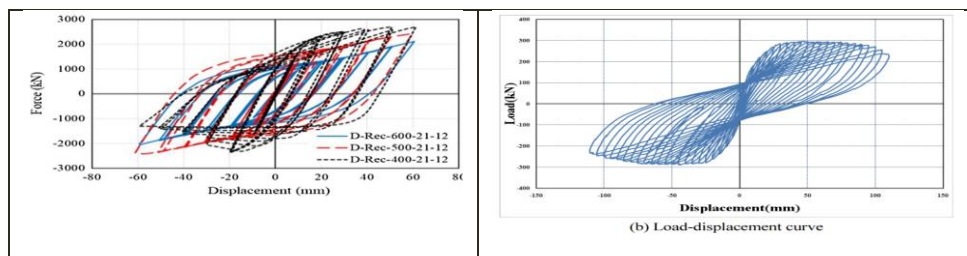 3000
2000
1000
0
-1000
-2000
-3000
Force (kN)
D-Rec-600-21-12
D-Rec-500-21-12
D-Rec-400-21-12
-80 -60 -40 -20 0 20 40 60 80
Displacement (mm)
400
300
200
100
0
-100
-200
-300
-400
Load(kN)
-150 -100 -50 0 50 100 150
Displacement(mm)
(b) Load-displacement curve